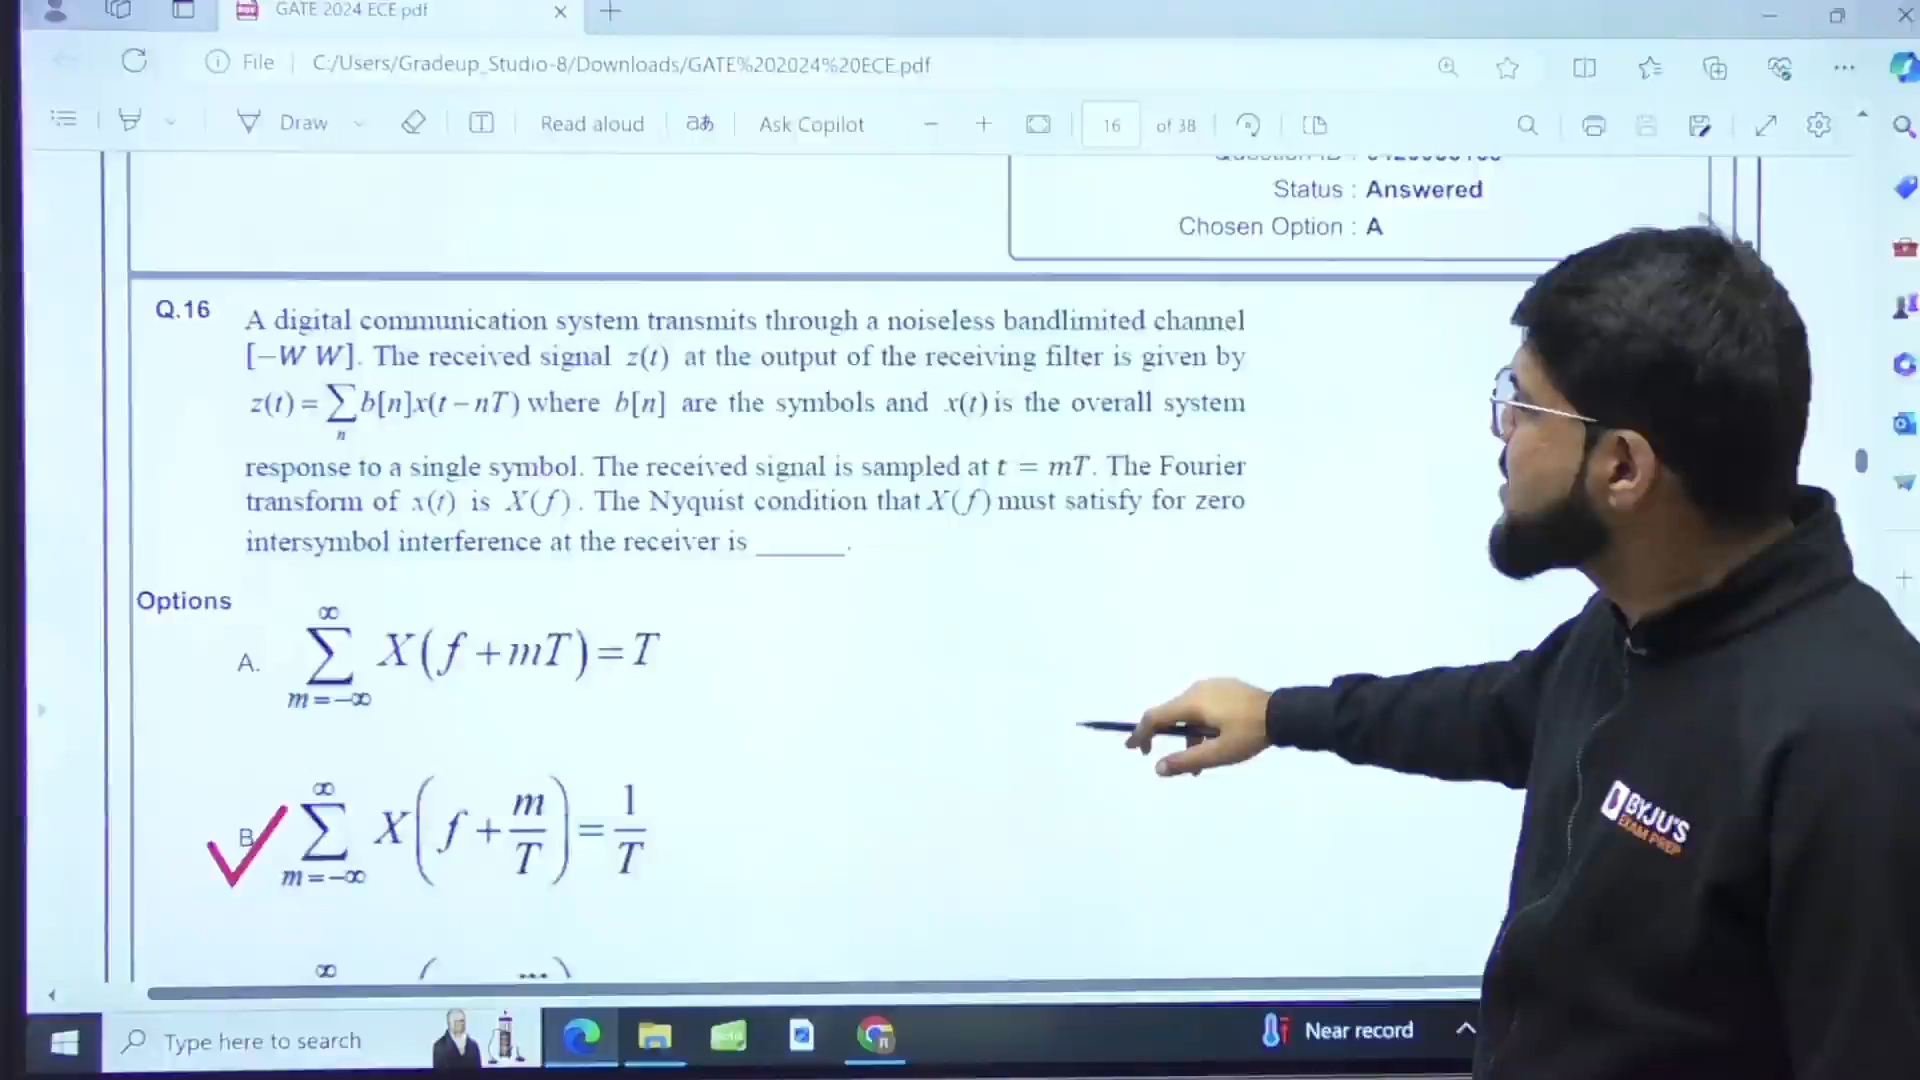 GATE 2024 ECE.pdf
File
C:/Users/Gradeup_Studio-8/Downloads/GATE%202024%20ECE.pdf
Draw
T
Read aloud
aあ
Ask Copilot
16
of 38
Status : Answered
Chosen Option : A
Q.16
A digital communication system transmits through a noiseless bandlimited channel
[−W W]. The received signal z(t) at the output of the receiving filter is given by
z(t) = ∑ b[n]x(t − nT) where b[n] are the symbols and x(t) is the overall system
n
response to a single symbol. The received signal is sampled at t = mT. The Fourier
transform of x(t) is X(f). The Nyquist condition that X(f) must satisfy for zero
intersymbol interference at the receiver is ______.
Options
∞
A. ∑ X(f + mT) = T
m = −∞
∞
B ∑ X(f + m/T) = 1/T
m = −∞
∞
BYJU'S
EXAM PREP
Type here to search
Near record